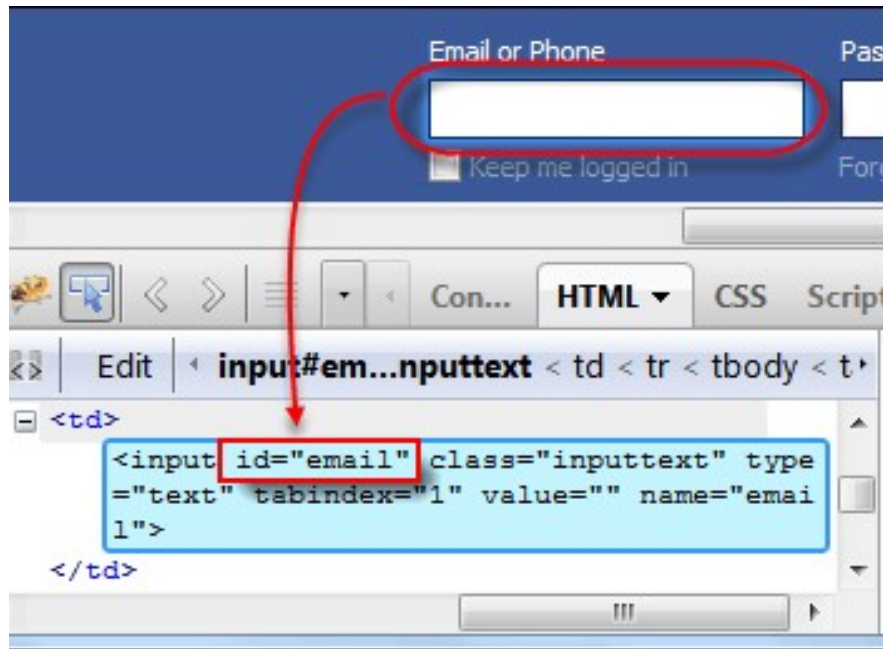 Email or Phone
Pas
Keep me logged in
Forg
Con... HTML CSS Script
Edit input#em...nputtext < td < tr < tbody < t
<td>
<input id="email" class="inputtext" type
="text" tabindex="1" value="" name="emai
l">
</td>